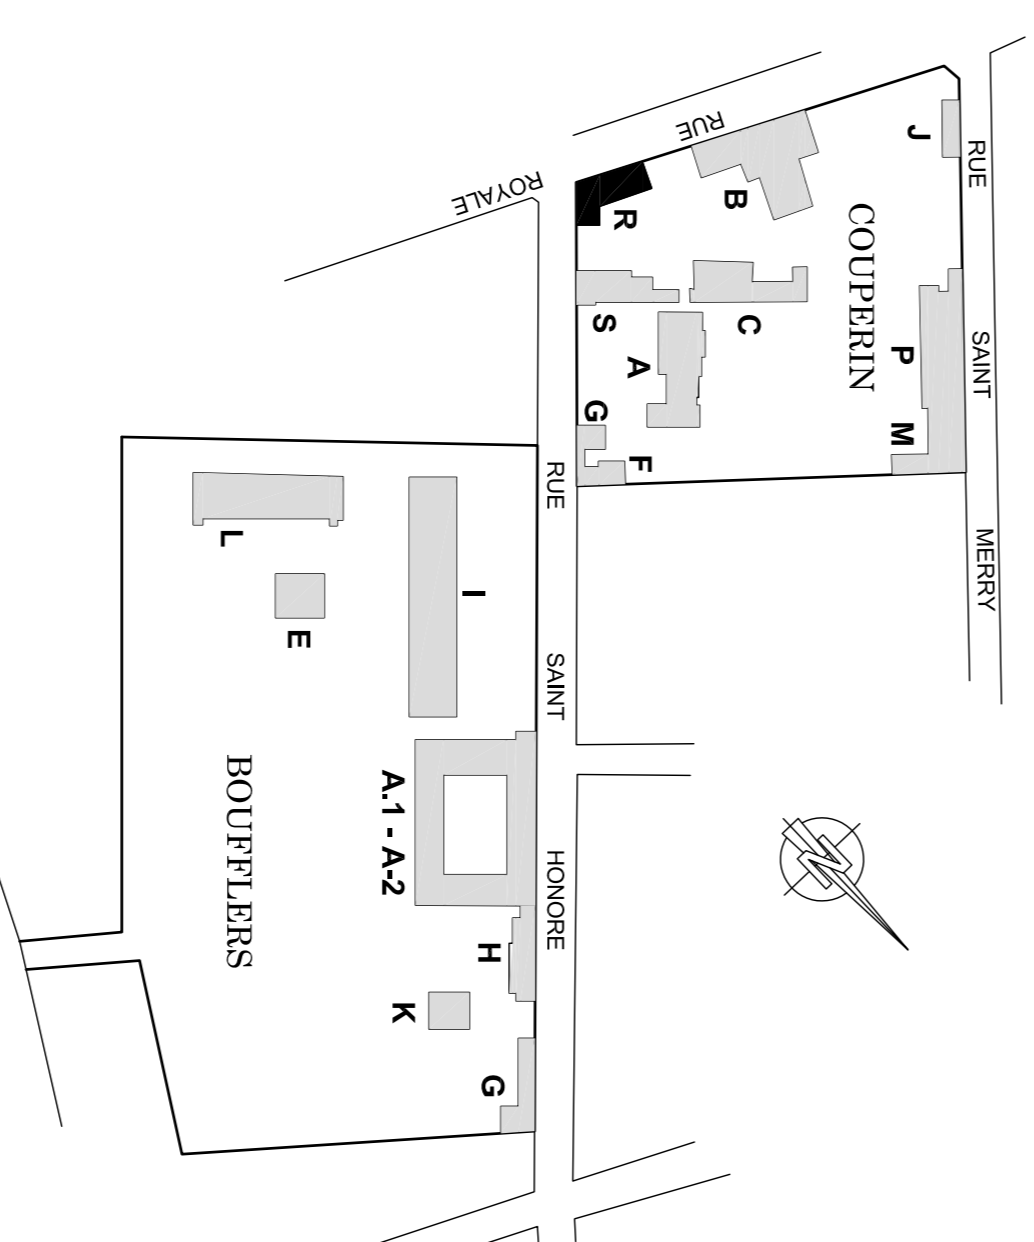 RUE
ROYALE
J
RUE
SAINT
MERRY
B
R
COUPERIN
S
C
A
P
G
M
F
RUE
SAINT
HONORE
L
I
E
BOUFFLERS
A.1 - A-2
H
K
G
N